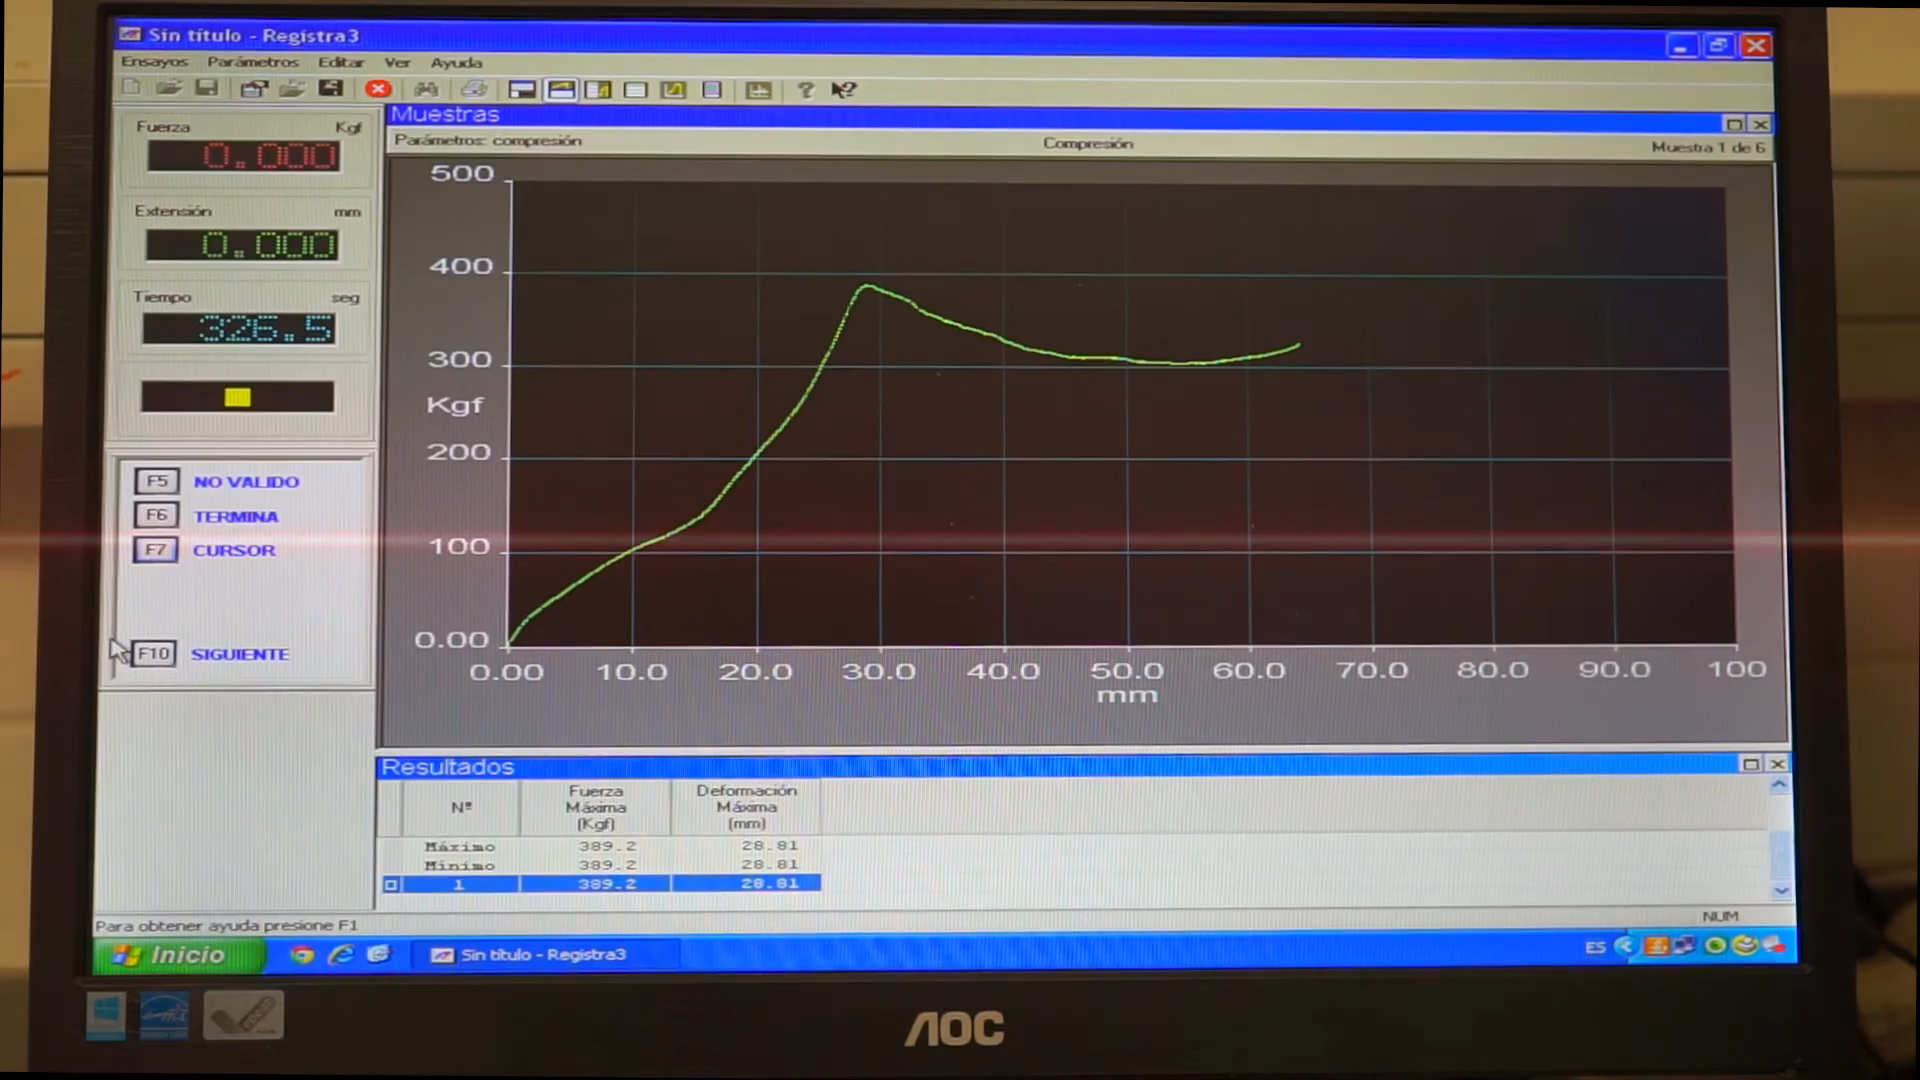 Sin título - Registra3
Ensayos Parámetros Editar Ver Ayuda
Fuerza Kgf
0.000
Extensión mm
0.000
Tiempo seg
326.5
F5 NO VALIDO
F6 TERMINA
F7 CURSOR
F10 SIGUIENTE
Muestras
Parámetros: compresión Compresión Muestra 1 de 6
500
400
300
Kgf
200
100
0.00
0.00 10.0 20.0 30.0 40.0 50.0 60.0 70.0 80.0 90.0 100
mm
Resultados
Nº Fuerza Máxima (Kgf) Deformación Máxima (mm)
Máximo 389.2 28.81
Mínimo 389.2 28.81
1 389.2 28.81
Para obtener ayuda presione F1 NUM
Inicio Sin título - Registra3 ES
AOC